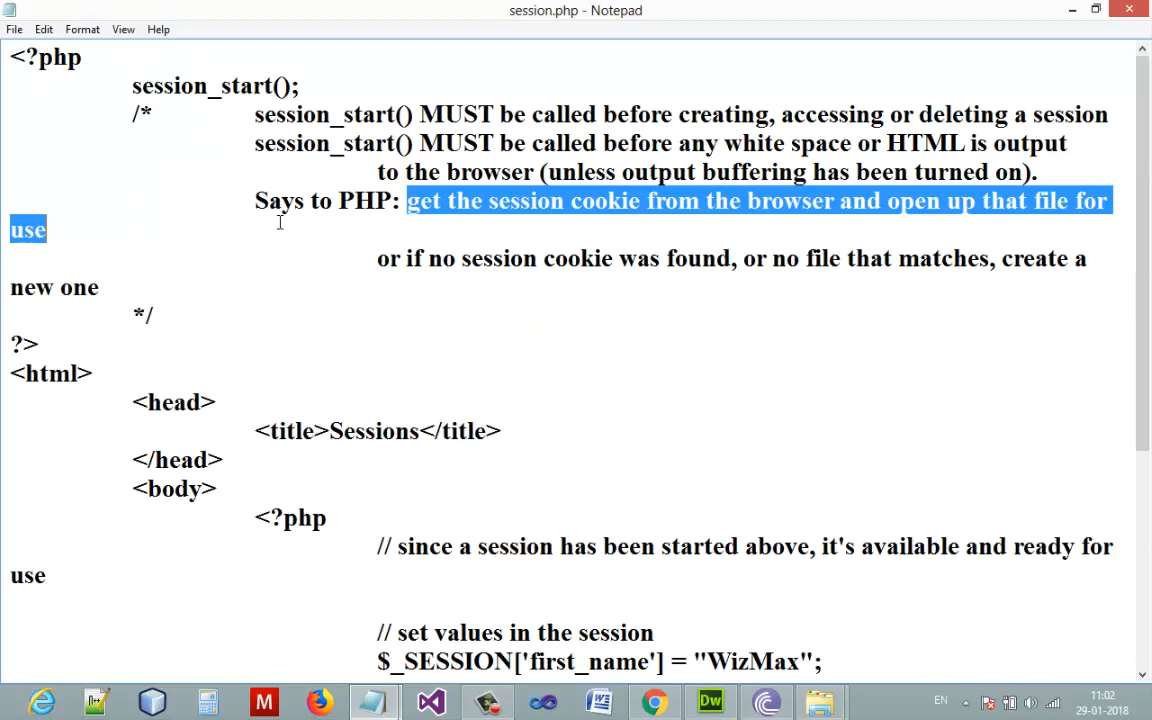 session.php - Notepad
File Edit Format View Help
<?php
session_start();
/* session_start() MUST be called before creating, accessing or deleting a session
session_start() MUST be called before any white space or HTML is output
to the browser (unless output buffering has been turned on).
Says to PHP: get the session cookie from the browser and open up that file for
use
or if no session cookie was found, or no file that matches, create a
new one
*/
?>
<html>
<head>
<title>Sessions</title>
</head>
<body>
<?php
// since a session has been started above, it's available and ready for
use
// set values in the session
$_SESSION['first_name'] = "WizMax";
M
Dw
EN
11:02
29-01-2018